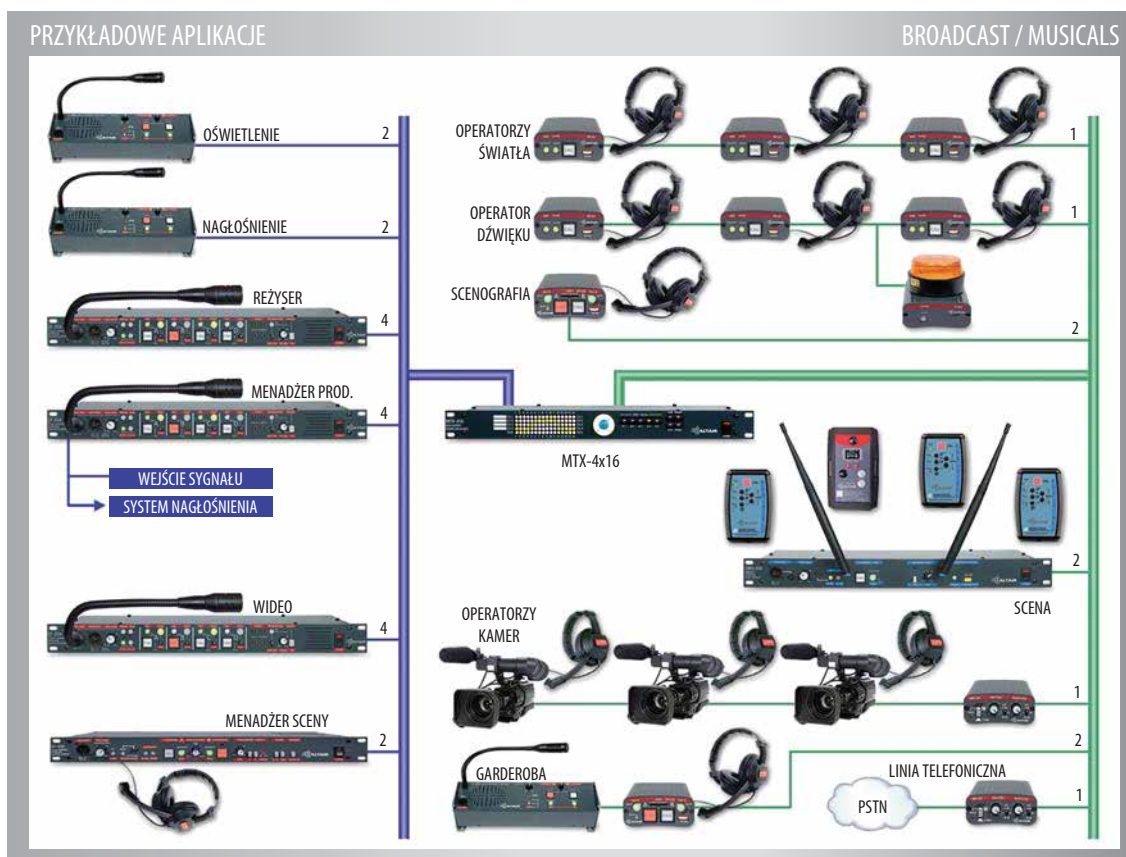 PRZYKŁADOWE APLIKACJE
BROADCAST / MUSICALS
OŚWIETLENIE
2
NAGŁOŚNIENIE
2
REŻYSER
4
MENADŻER PROD.
4
WEJŚCIE SYGNAŁU
SYSTEM NAGŁOŚNIENIA
WIDEO
4
MENADŻER SCENY
2
OPERATORZY
ŚWIATŁA
1
OPERATOR
DŹWIĘKU
1
SCENOGRAFIA
2
ALTAIR
MTX-4x16
ALTAIR
2
SCENA
OPERATORZY
KAMER
1
2
GARDEROBA
LINIA TELEFONICZNA
PSTN
1